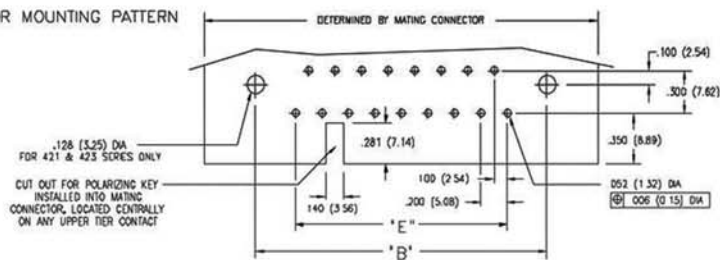 R MOUNTING PATTERN
DETERMINED BY MATING CONNECTOR
.100 (2.54)
.300 (7.62)
.128 (3.25) DIA
FOR 421 & 423 SERIES ONLY
.281 (7.14)
.350 (8.89)
CUT OUT FOR POLARIZING KEY
INSTALLED INTO MATING
CONNECTOR, LOCATED CENTRALLY
ON ANY UPPER TIER CONTACT
.100 (2.54)
.200 (5.08)
.140 (3.56)
.052 (1.32) DIA
⌖ .006 (0.15) DIA
"E"
"B"